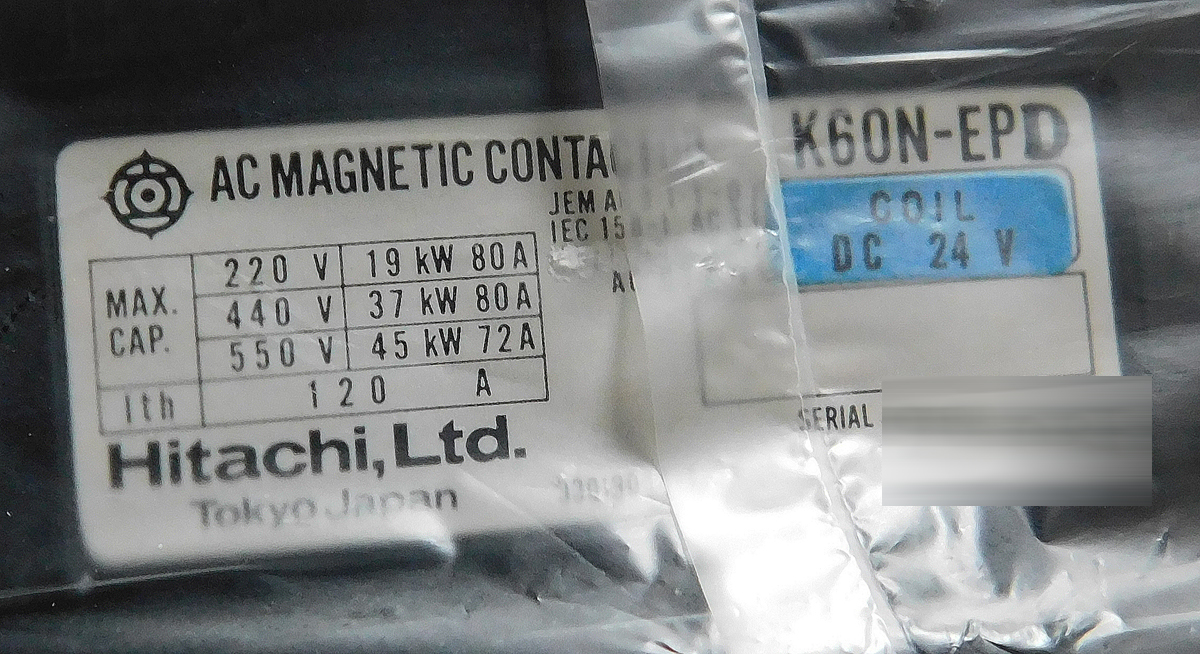 AC MAGNETIC
K60N-EPD
JEM
IEC
COIL
DC 24 V
MAX. CAP.
220 V 19 kW 80A
440 V 37 kW 80A
550 V 45 kW 72A
Ith 120 A
SERIAL
Hitachi, Ltd.
Tokyo Japan